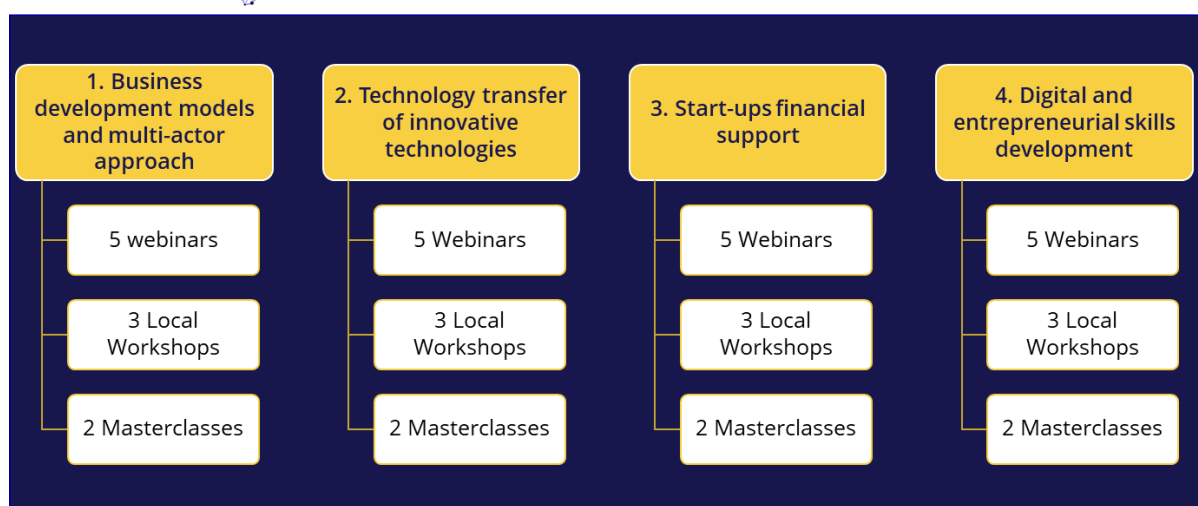 1. Business
development models
and multi-actor
approach
5 webinars
3 Local
Workshops
2 Masterclasses
2. Technology transfer
of innovative
technologies
5 Webinars
3 Local
Workshops
2 Masterclasses
3. Start-ups financial
support
5 Webinars
3 Local
Workshops
2 Masterclasses
4. Digital and
entrepreneurial skills
development
5 Webinars
3 Local
Workshops
2 Masterclasses